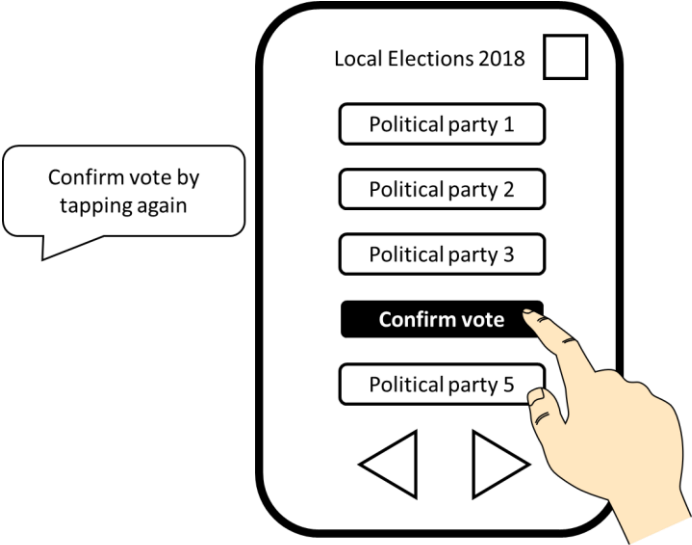 Local Elections 2018
Political party 1
Confirm vote by
tapping again
Political party 2
Political party 3
Confirm vote
Political party 5